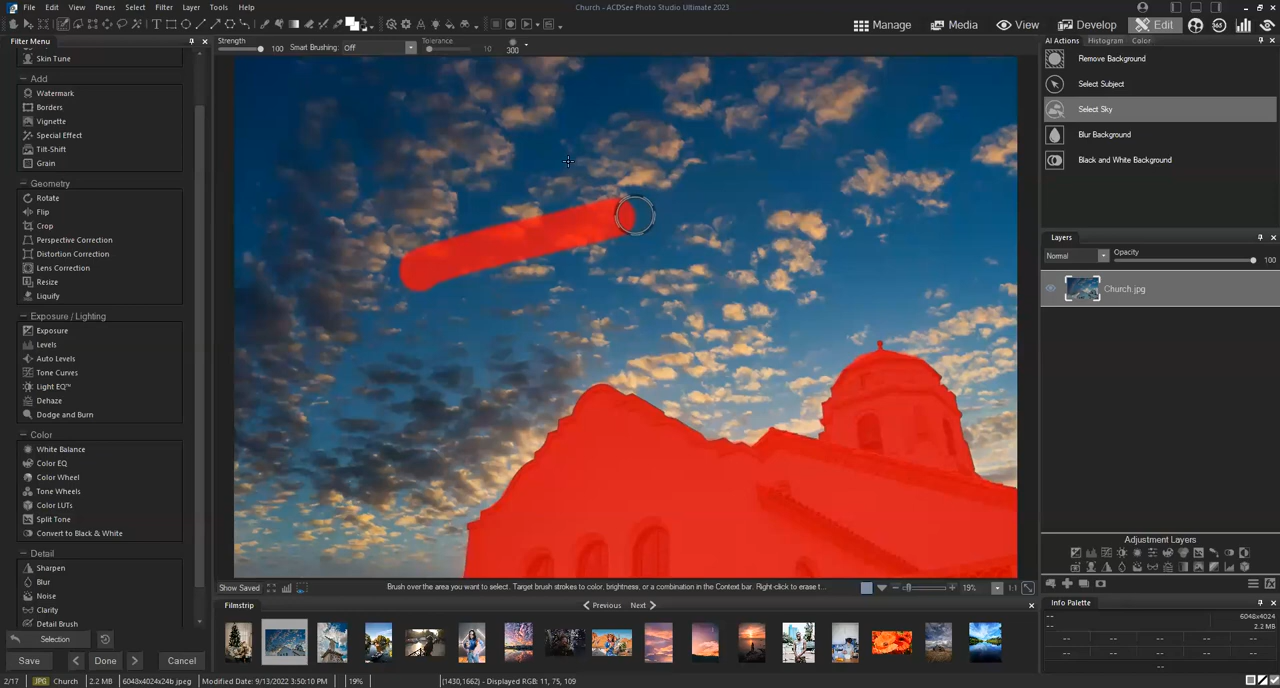 Church - ACDSee Photo Studio Ultimate 2023
File Edit View Panes Select Filter Layer Tools Help
Manage Media View Develop Edit 365
Filter Menu
Strength 100 Smart Brushing: Off Tolerance 10 300
AI Actions Histogram Color
Skin Tune
Add
Watermark
Borders
Vignette
Special Effect
Tilt-Shift
Grain
Geometry
Rotate
Flip
Crop
Perspective Correction
Distortion Correction
Lens Correction
Resize
Liquify
Exposure / Lighting
Exposure
Levels
Auto Levels
Tone Curves
Light EQ™
Dehaze
Dodge and Burn
Color
White Balance
Color EQ
Color Wheel
Tone Wheels
Color LUTs
Split Tone
Convert to Black & White
Detail
Sharpen
Blur
Noise
Clarity
Detail Brush
Selection
Save Done Cancel
Remove Background
Select Subject
Select Sky
Blur Background
Black and White Background
Layers
Normal Opacity 100
Church.jpg
Adjustment Layers
Show Saved Brush over the area you want to select. Target brush strokes to color, brightness, or a combination in the Context bar. Right-click to erase t... 19% 1:1
Filmstrip Previous Next
Info Palette
-- 6048x4024
-- 2.2 MB
-- -- -- -- --
-- -- -- -- --
--
2/17 JPG Church 2.2 MB 6048x4024x24b jpeg Modified Date: 9/13/2022 3:50:10 PM 19% (1430,1662) - Displayed RGB: 11, 75, 109